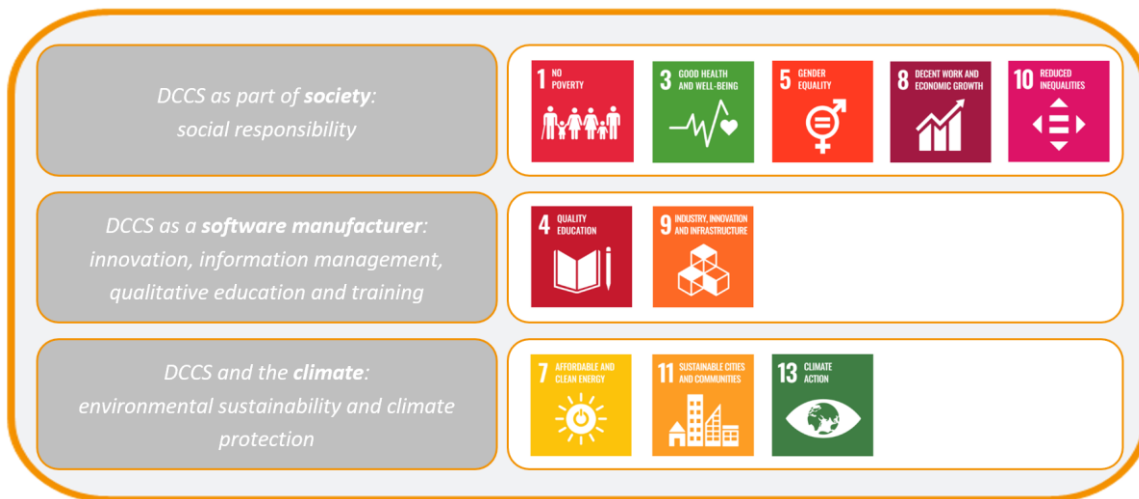 DCCS as part of society:
social responsibility
1 NO
POVERTY
3 GOOD HEALTH
AND WELL-BEING
5 GENDER
EQUALITY
8 DECENT WORK AND
ECONOMIC GROWTH
10 REDUCED
INEQUALITIES
DCCS as a software manufacturer:
innovation, information management,
qualitative education and training
4 QUALITY
EDUCATION
9 INDUSTRY, INNOVATION
AND INFRASTRUCTURE
DCCS and the climate:
environmental sustainability and climate
protection
7 AFFORDABLE AND
CLEAN ENERGY
11 SUSTAINABLE CITIES
AND COMMUNITIES
13 CLIMATE
ACTION